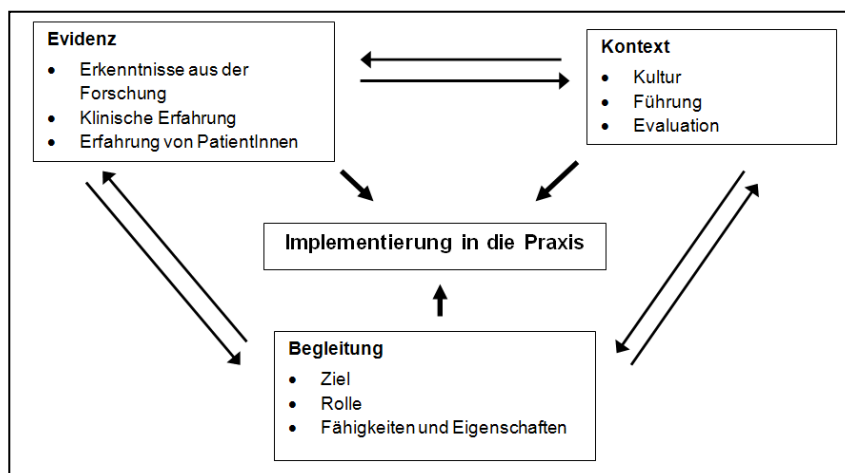 Evidenz
• Erkenntnisse aus der
Forschung
• Klinische Erfahrung
• Erfahrung von PatientInnen
Kontext
• Kultur
• Führung
• Evaluation
Implementierung in die Praxis
Begleitung
• Ziel
• Rolle
• Fähigkeiten und Eigenschaften